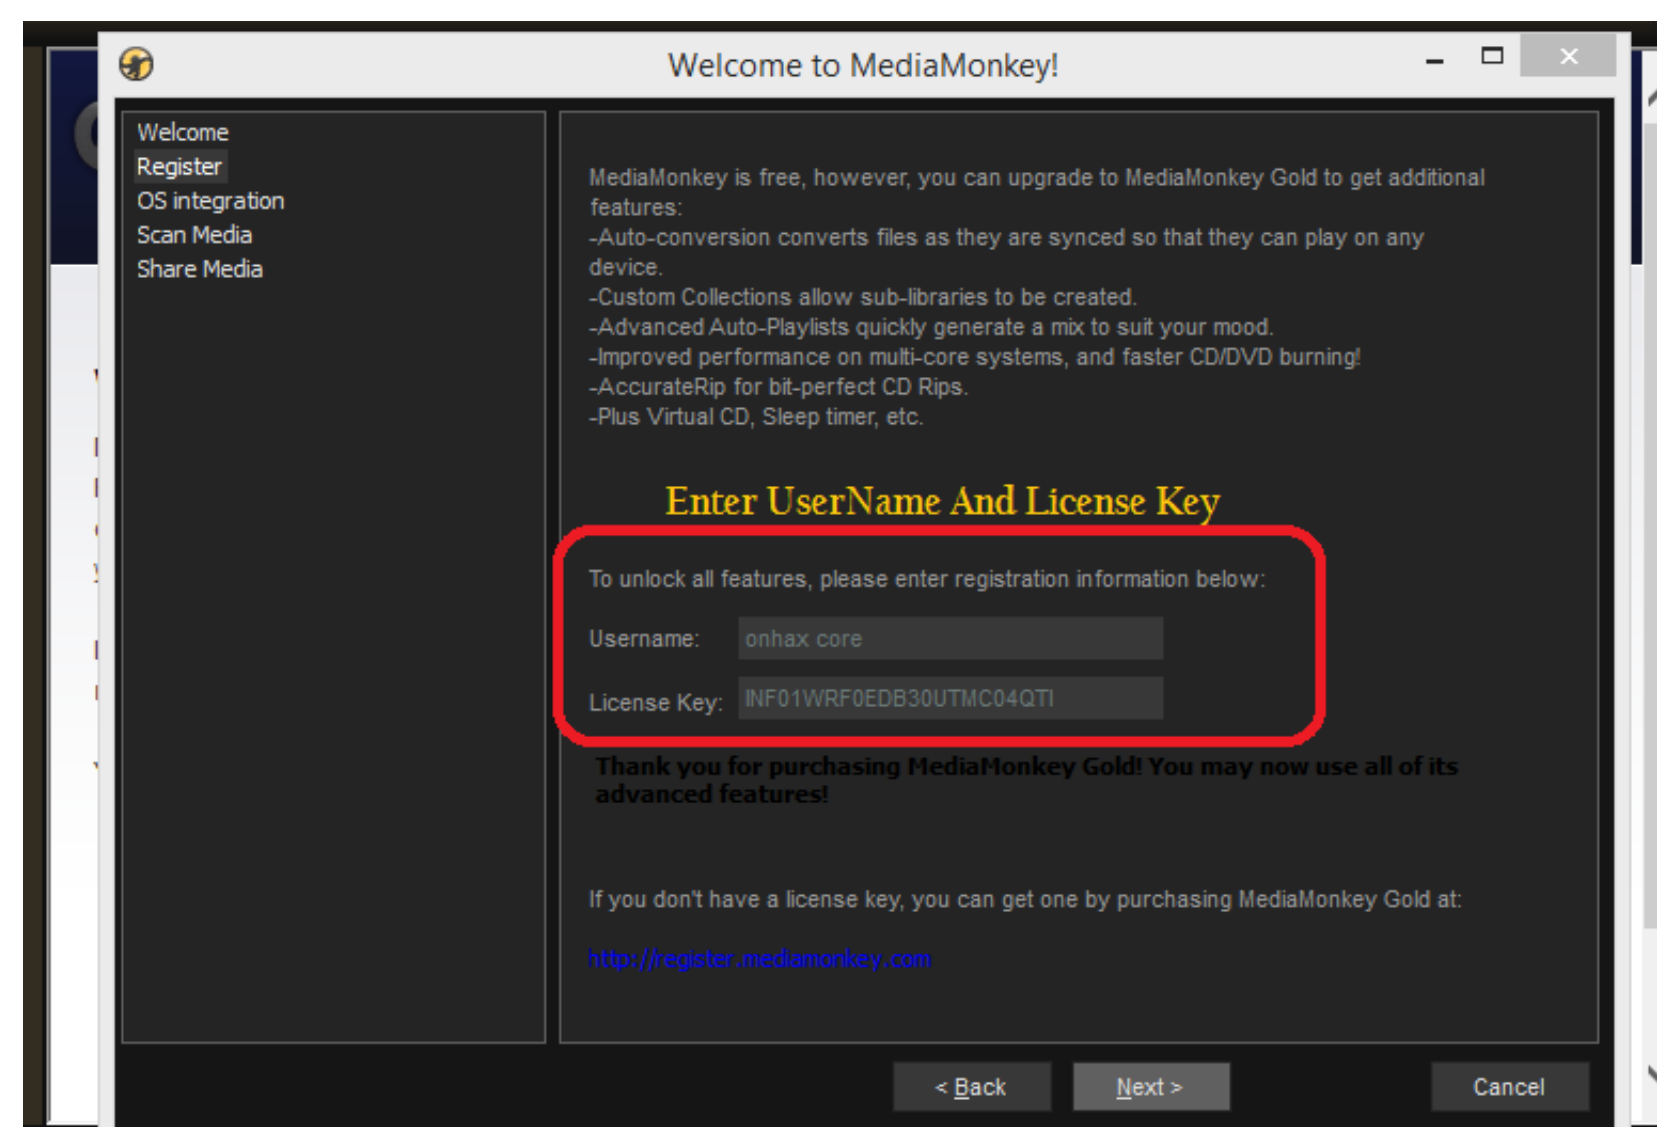 Welcome to MediaMonkey!
Welcome
Register
OS integration
Scan Media
Share Media
MediaMonkey is free, however, you can upgrade to MediaMonkey Gold to get additional
features:
-Auto-conversion converts files as they are synced so that they can play on any
device.
-Custom Collections allow sub-libraries to be created.
-Advanced Auto-Playlists quickly generate a mix to suit your mood.
-Improved performance on multi-core systems, and faster CD/DVD burning!
-AccurateRip for bit-perfect CD Rips.
-Plus Virtual CD, Sleep timer, etc.
Enter UserName And License Key
To unlock all features, please enter registration information below:
Username: onhax core
License Key: INF01WRF0EDB30UTMC04QTI
Thank you for purchasing MediaMonkey Gold! You may now use all of its
advanced features!
If you don't have a license key, you can get one by purchasing MediaMonkey Gold at:
http://register.mediamonkey.com
< Back
Next >
Cancel